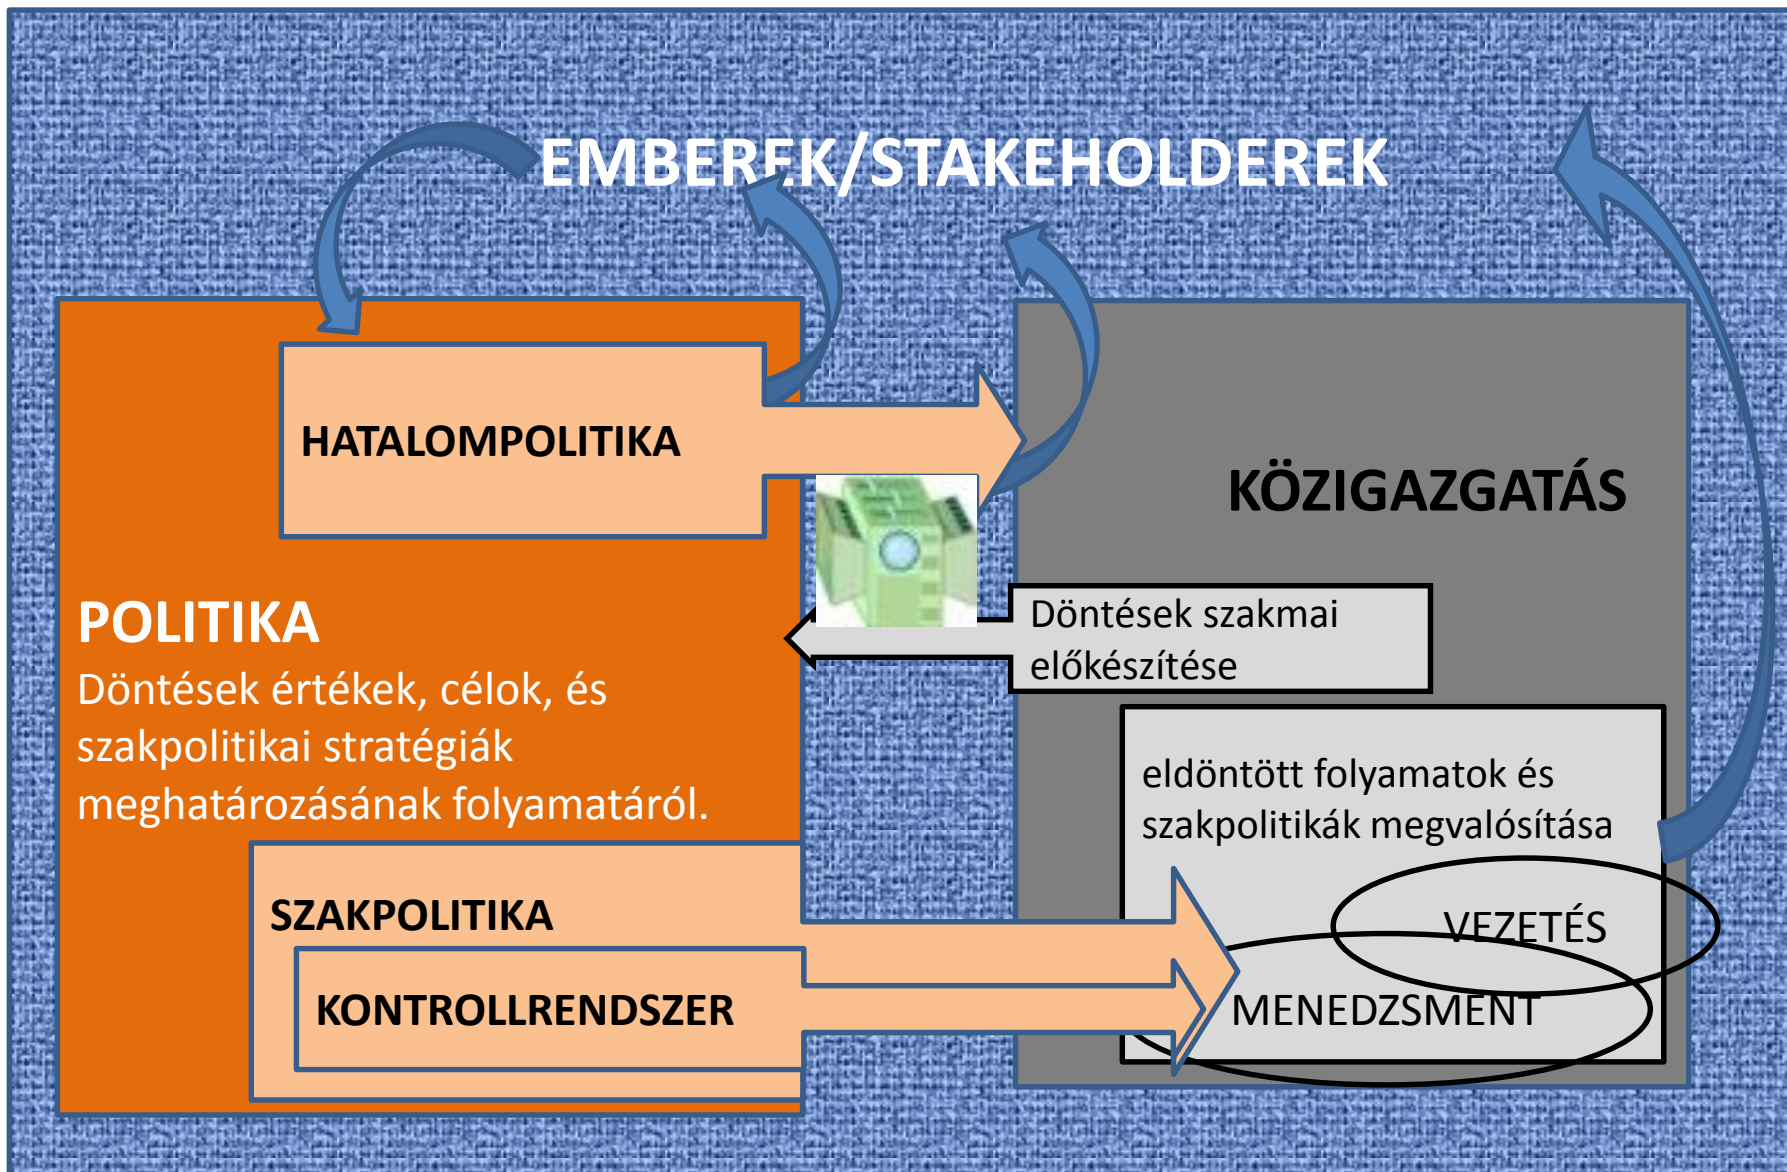 EMBEREK/STAKEHOLDEREK
HATALOMPOLITIKA
POLITIKA
Döntések értékek, célok, és
szakpolitikai stratégiák
meghatározásának folyamatáról.
SZAKPOLITIKA
KONTROLLRENDSZER
KÖZIGAZGATÁS
Döntések szakmai
előkészítése
eldöntött folyamatok és
szakpolitikák megvalósítása
VEZETÉS
MENEDZSMENT